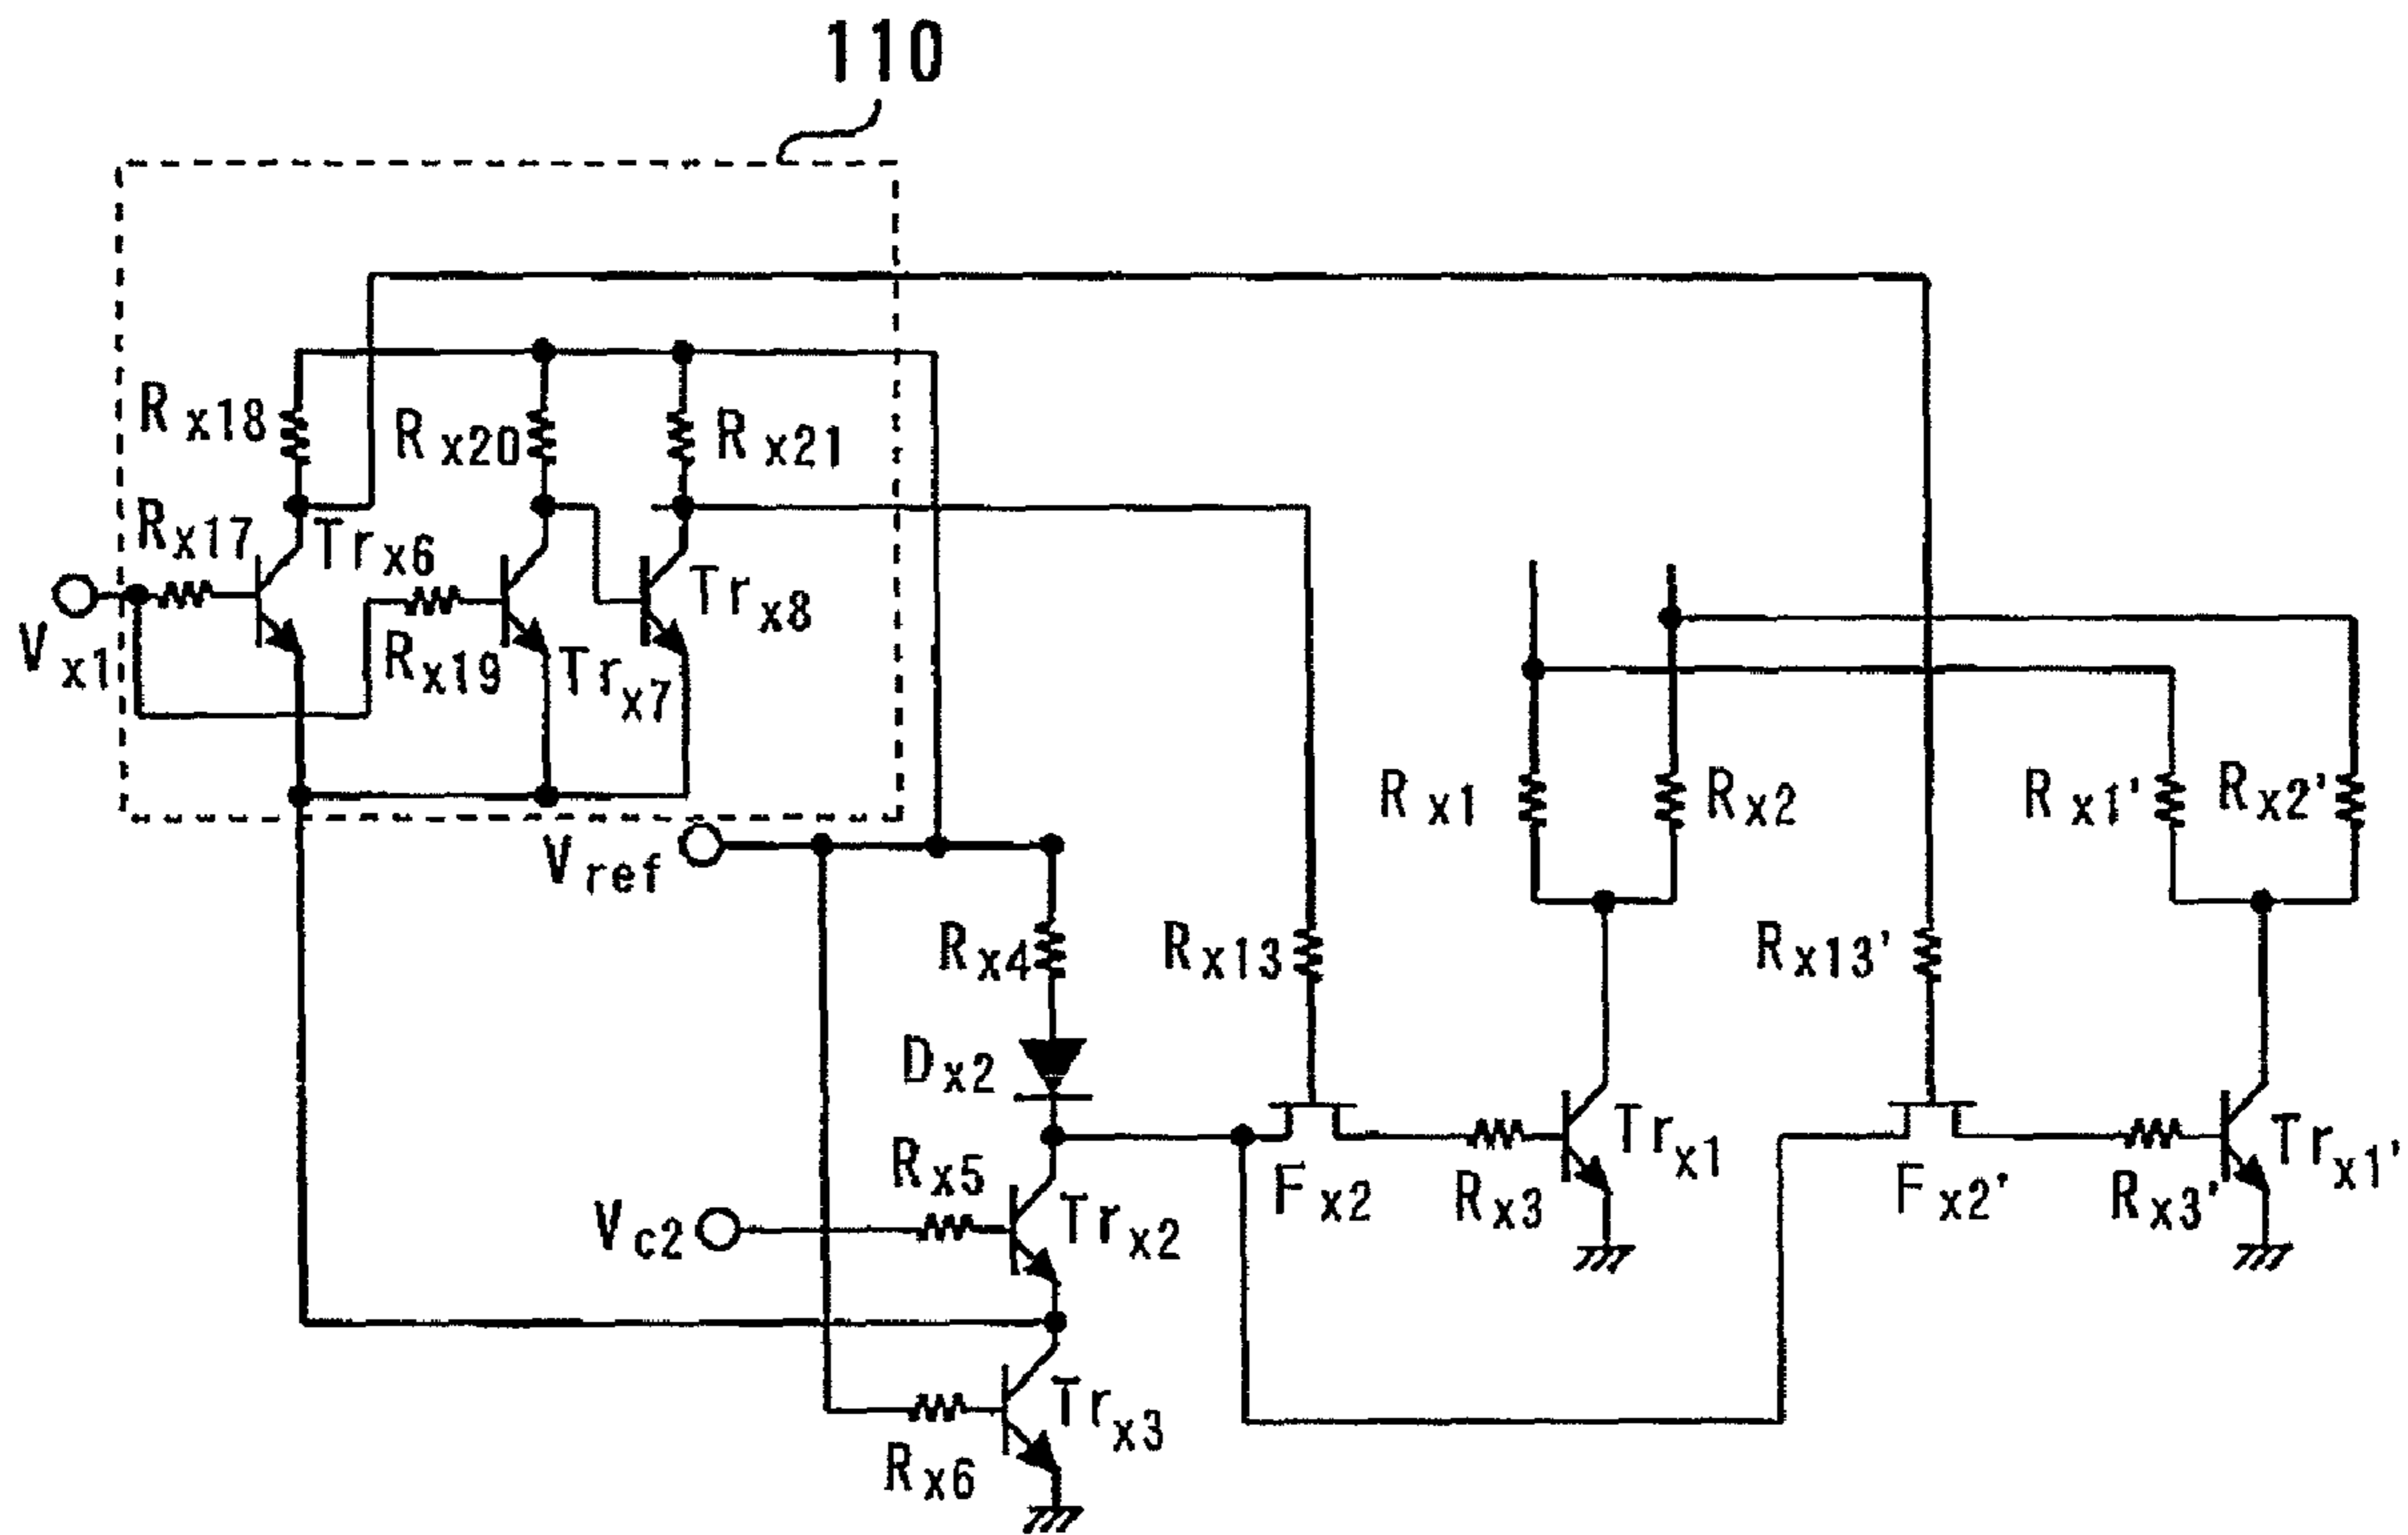 110
Rx18
Rx20
Rx21
Rx17
Trx6
Trx8
Vx1
Rx19
Trx7
Rx1
Rx2
Rx1'
Rx2'
Vref
Rx4
Rx13
Rx13'
Dx2
Rx5
Trx1
Trx1'
Vc2
Trx2
Fx2
Rx3
Fx2'
Rx3'
Trx3
Rx6